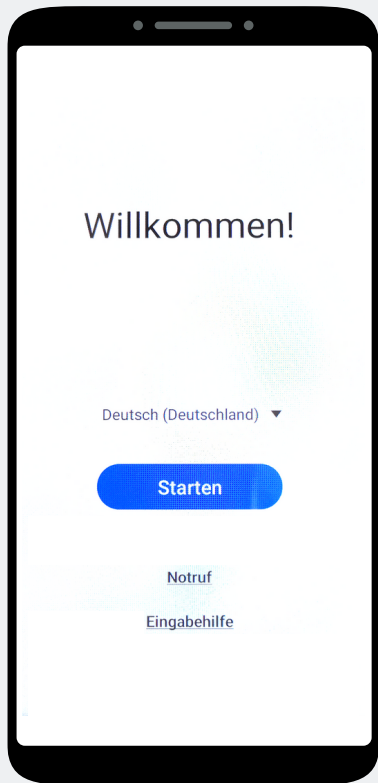 Willkommen!
Deutsch (Deutschland)
Starten
Notruf
Eingabehilfe